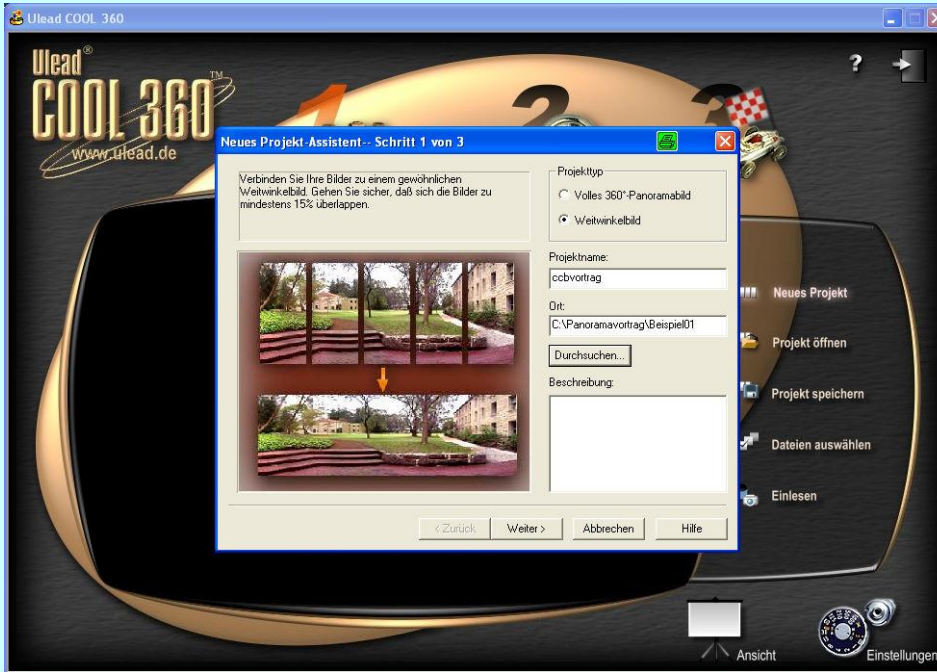 Ulead COOL 360
Ulead®
COOL 360™
www.ulead.de
1 2 3
?
Neues Projekt-Assistent-- Schritt 1 von 3
Verbinden Sie Ihre Bilder zu einem gewöhnlichen
Weitwinkelbild. Gehen Sie sicher, daß sich die Bilder zu
mindestens 15% überlappen.
Projekttyp
Volles 360°-Panoramabild
Weitwinkelbild
Projektname:
ccbvortrag
Ort:
C:\Panoramavortrag\Beispiel01
Durchsuchen...
Beschreibung:
< Zurück
Weiter >
Abbrechen
Hilfe
Neues Projekt
Projekt öffnen
Projekt speichern
Dateien auswählen
Einlesen
Ansicht
Einstellungen